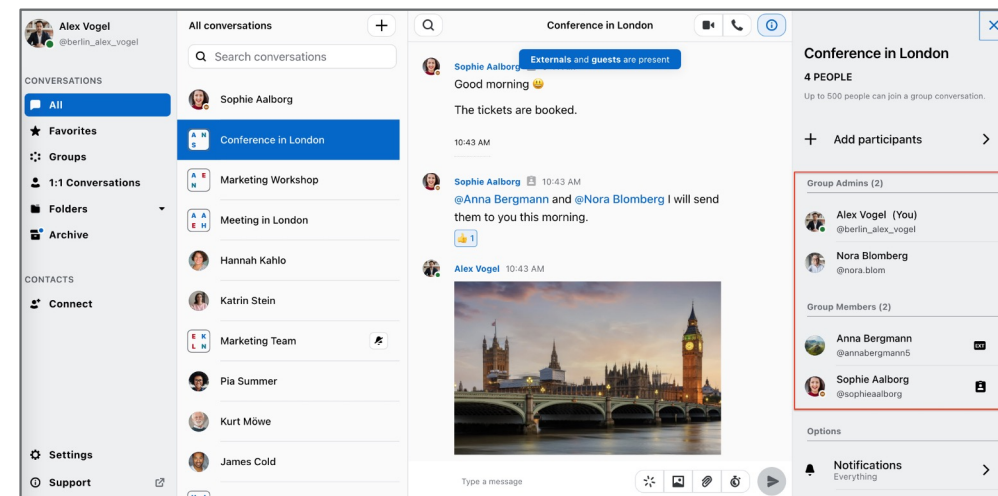 Alex Vogel
@berlin_alex_vogel
CONVERSATIONS
All
Favorites
Groups
1:1 Conversations
Folders
Archive
CONTACTS
Connect
Settings
Support
All conversations
Search conversations
Sophie Aalborg
A N
S
Conference in London
A E
N
Marketing Workshop
A A
E H
Meeting in London
Hannah Kahlo
Katrin Stein
E K
L N
Marketing Team
Pia Summer
Kurt Möwe
James Cold
Conference in London
Externals and guests are present
Sophie Aalborg
Good morning 😀
The tickets are booked.
10:43 AM
Sophie Aalborg 10:43 AM
@Anna Bergmann and @Nora Blomberg I will send
them to you this morning.
👍 1
Alex Vogel 10:43 AM
Type a message
Conference in London
4 PEOPLE
Up to 500 people can join a group conversation.
Add participants
Group Admins (2)
Alex Vogel (You)
@berlin_alex_vogel
Nora Blomberg
@nora.blom
Group Members (2)
Anna Bergmann
EXT
@annabergmann5
Sophie Aalborg
@sophieaalborg
Options
Notifications
Everything